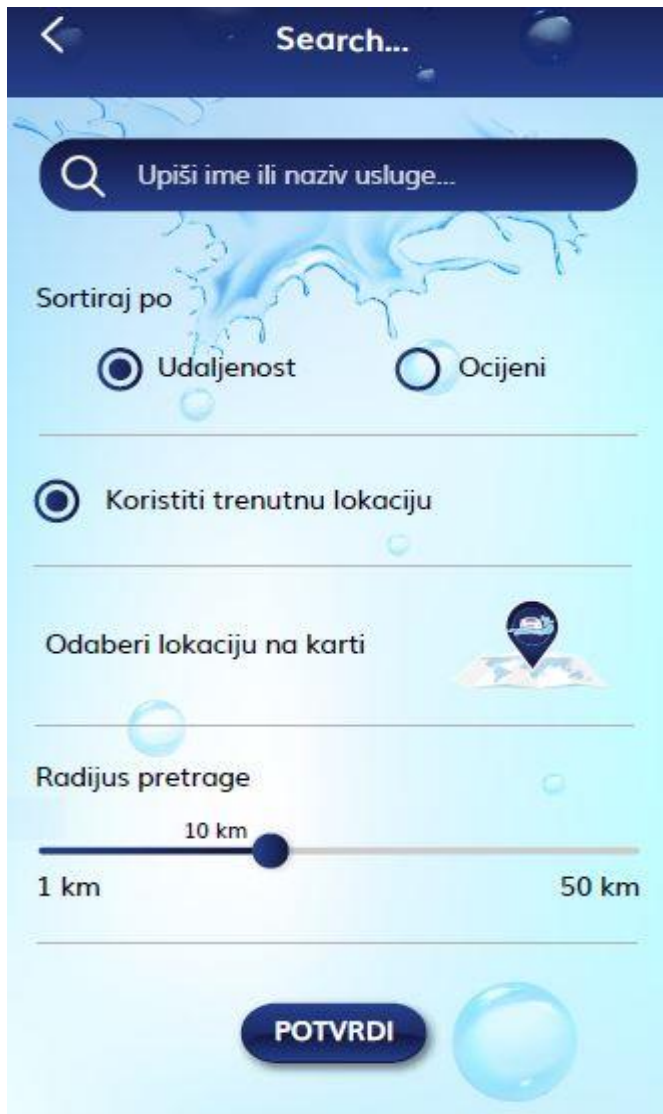 Search...
Upiši ime ili naziv usluge...
Sortiraj po
Udaljenost Ocijeni
Koristiti trenutnu lokaciju
Odaberi lokaciju na karti
Radijus pretrage
10 km
1 km 50 km
POTVRDI